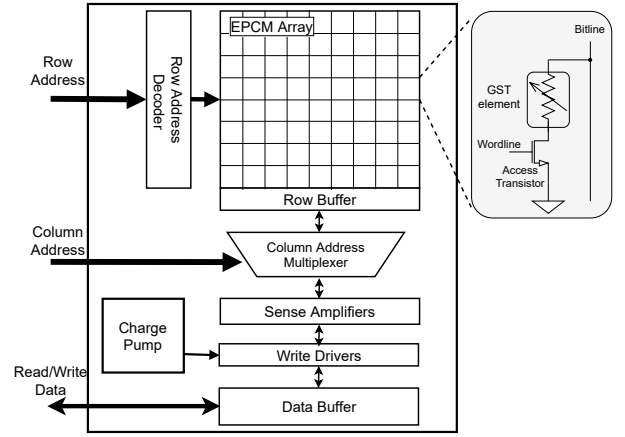 EPCM Array
Row
Address
Row Address
Decoder
Row Buffer
Column
Address
Column Address
Multiplexer
Sense Amplifiers
Charge
Pump
Write Drivers
Read/Write
Data
Data Buffer
Bitline
GST
element
Wordline
Access
Transistor